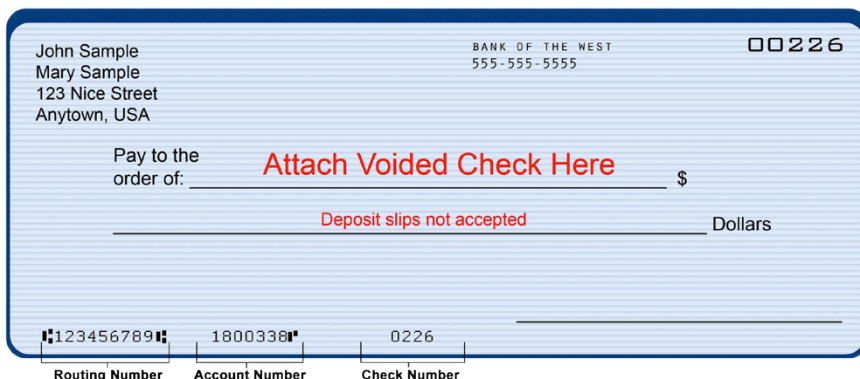 John Sample
Mary Sample
123 Nice Street
Anytown, USA
BANK OF THE WEST
555-555-5555
00226
Pay to the
order of:
Attach Voided Check Here
$
Deposit slips not accepted
Dollars
⑆123456789⑆ 1800338⑈ 0226
Routing Number Account Number Check Number